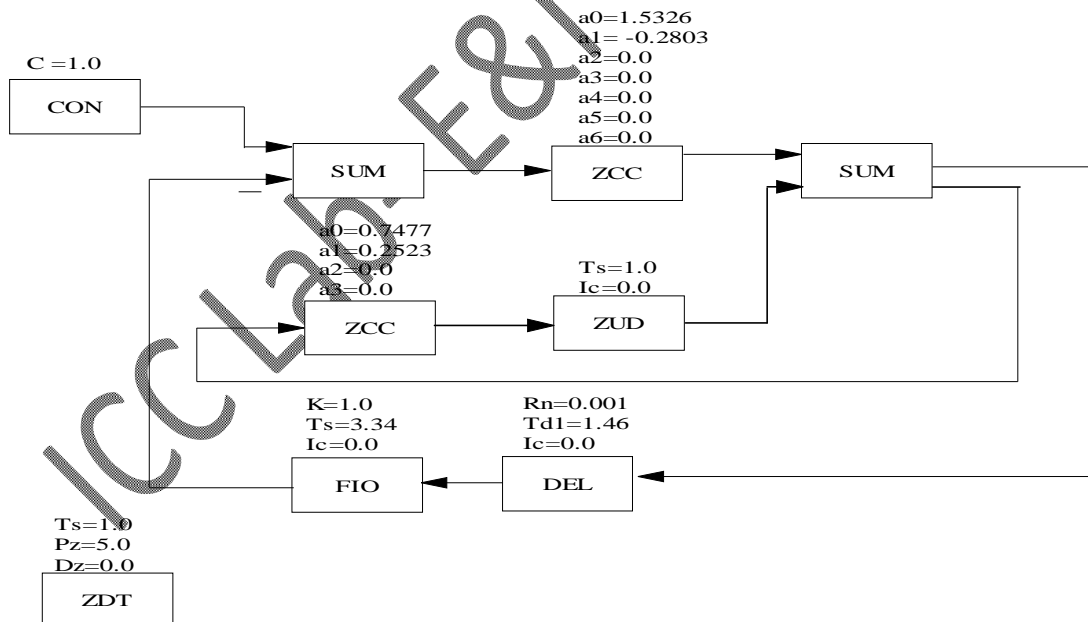 a0=1.5326
a1= -0.2803
a2=0.0
a3=0.0
a4=0.0
a5=0.0
a6=0.0
C =1.0
CON
SUM
ZCC
SUM
a0=0.7477
a1=0.2523
a2=0.0
a3=0.0
ZCC
Ts=1.0
Ic=0.0
ZUD
K=1.0
Ts=3.34
Ic=0.0
FIO
Rn=0.001
Td1=1.46
Ic=0.0
DEL
Ts=1.0
Pz=5.0
Dz=0.0
ZDT
ICC Lab- E&I